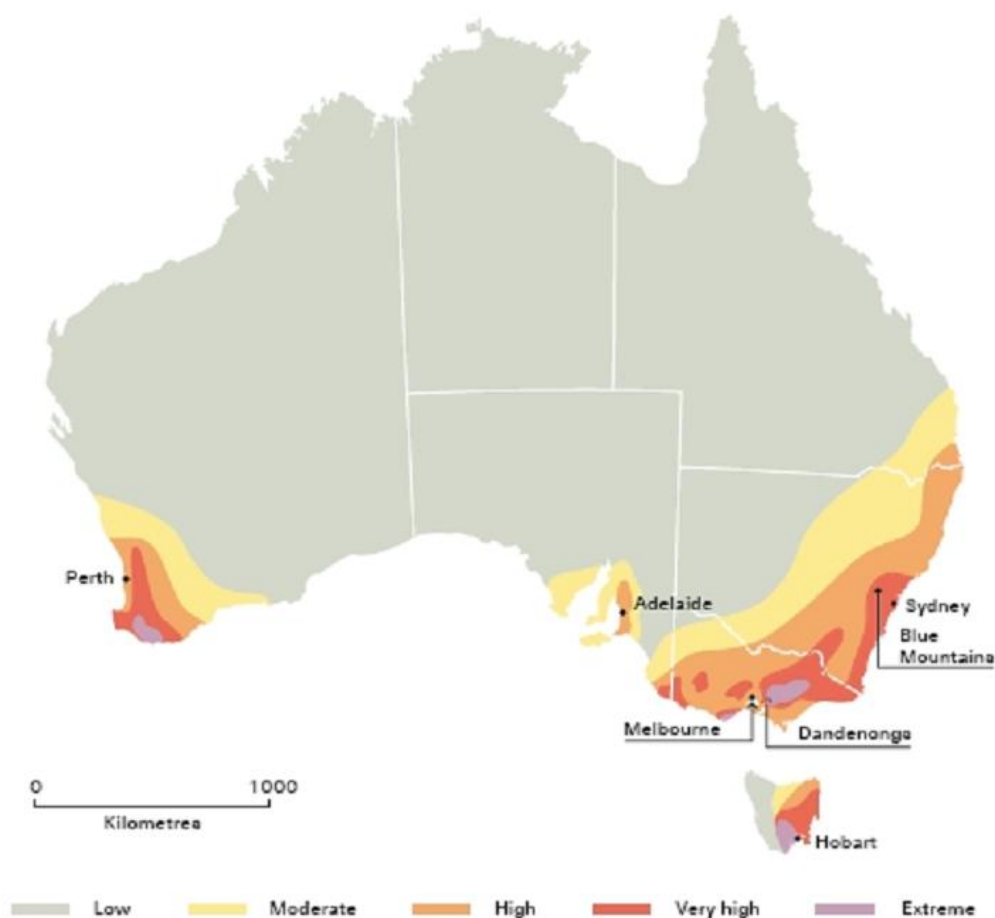 Perth
Adelaide
Sydney
Blue
Mountains
Melbourne
Dandenongs
0 1000
Kilometres
Hobart
Low Moderate High Very high Extreme